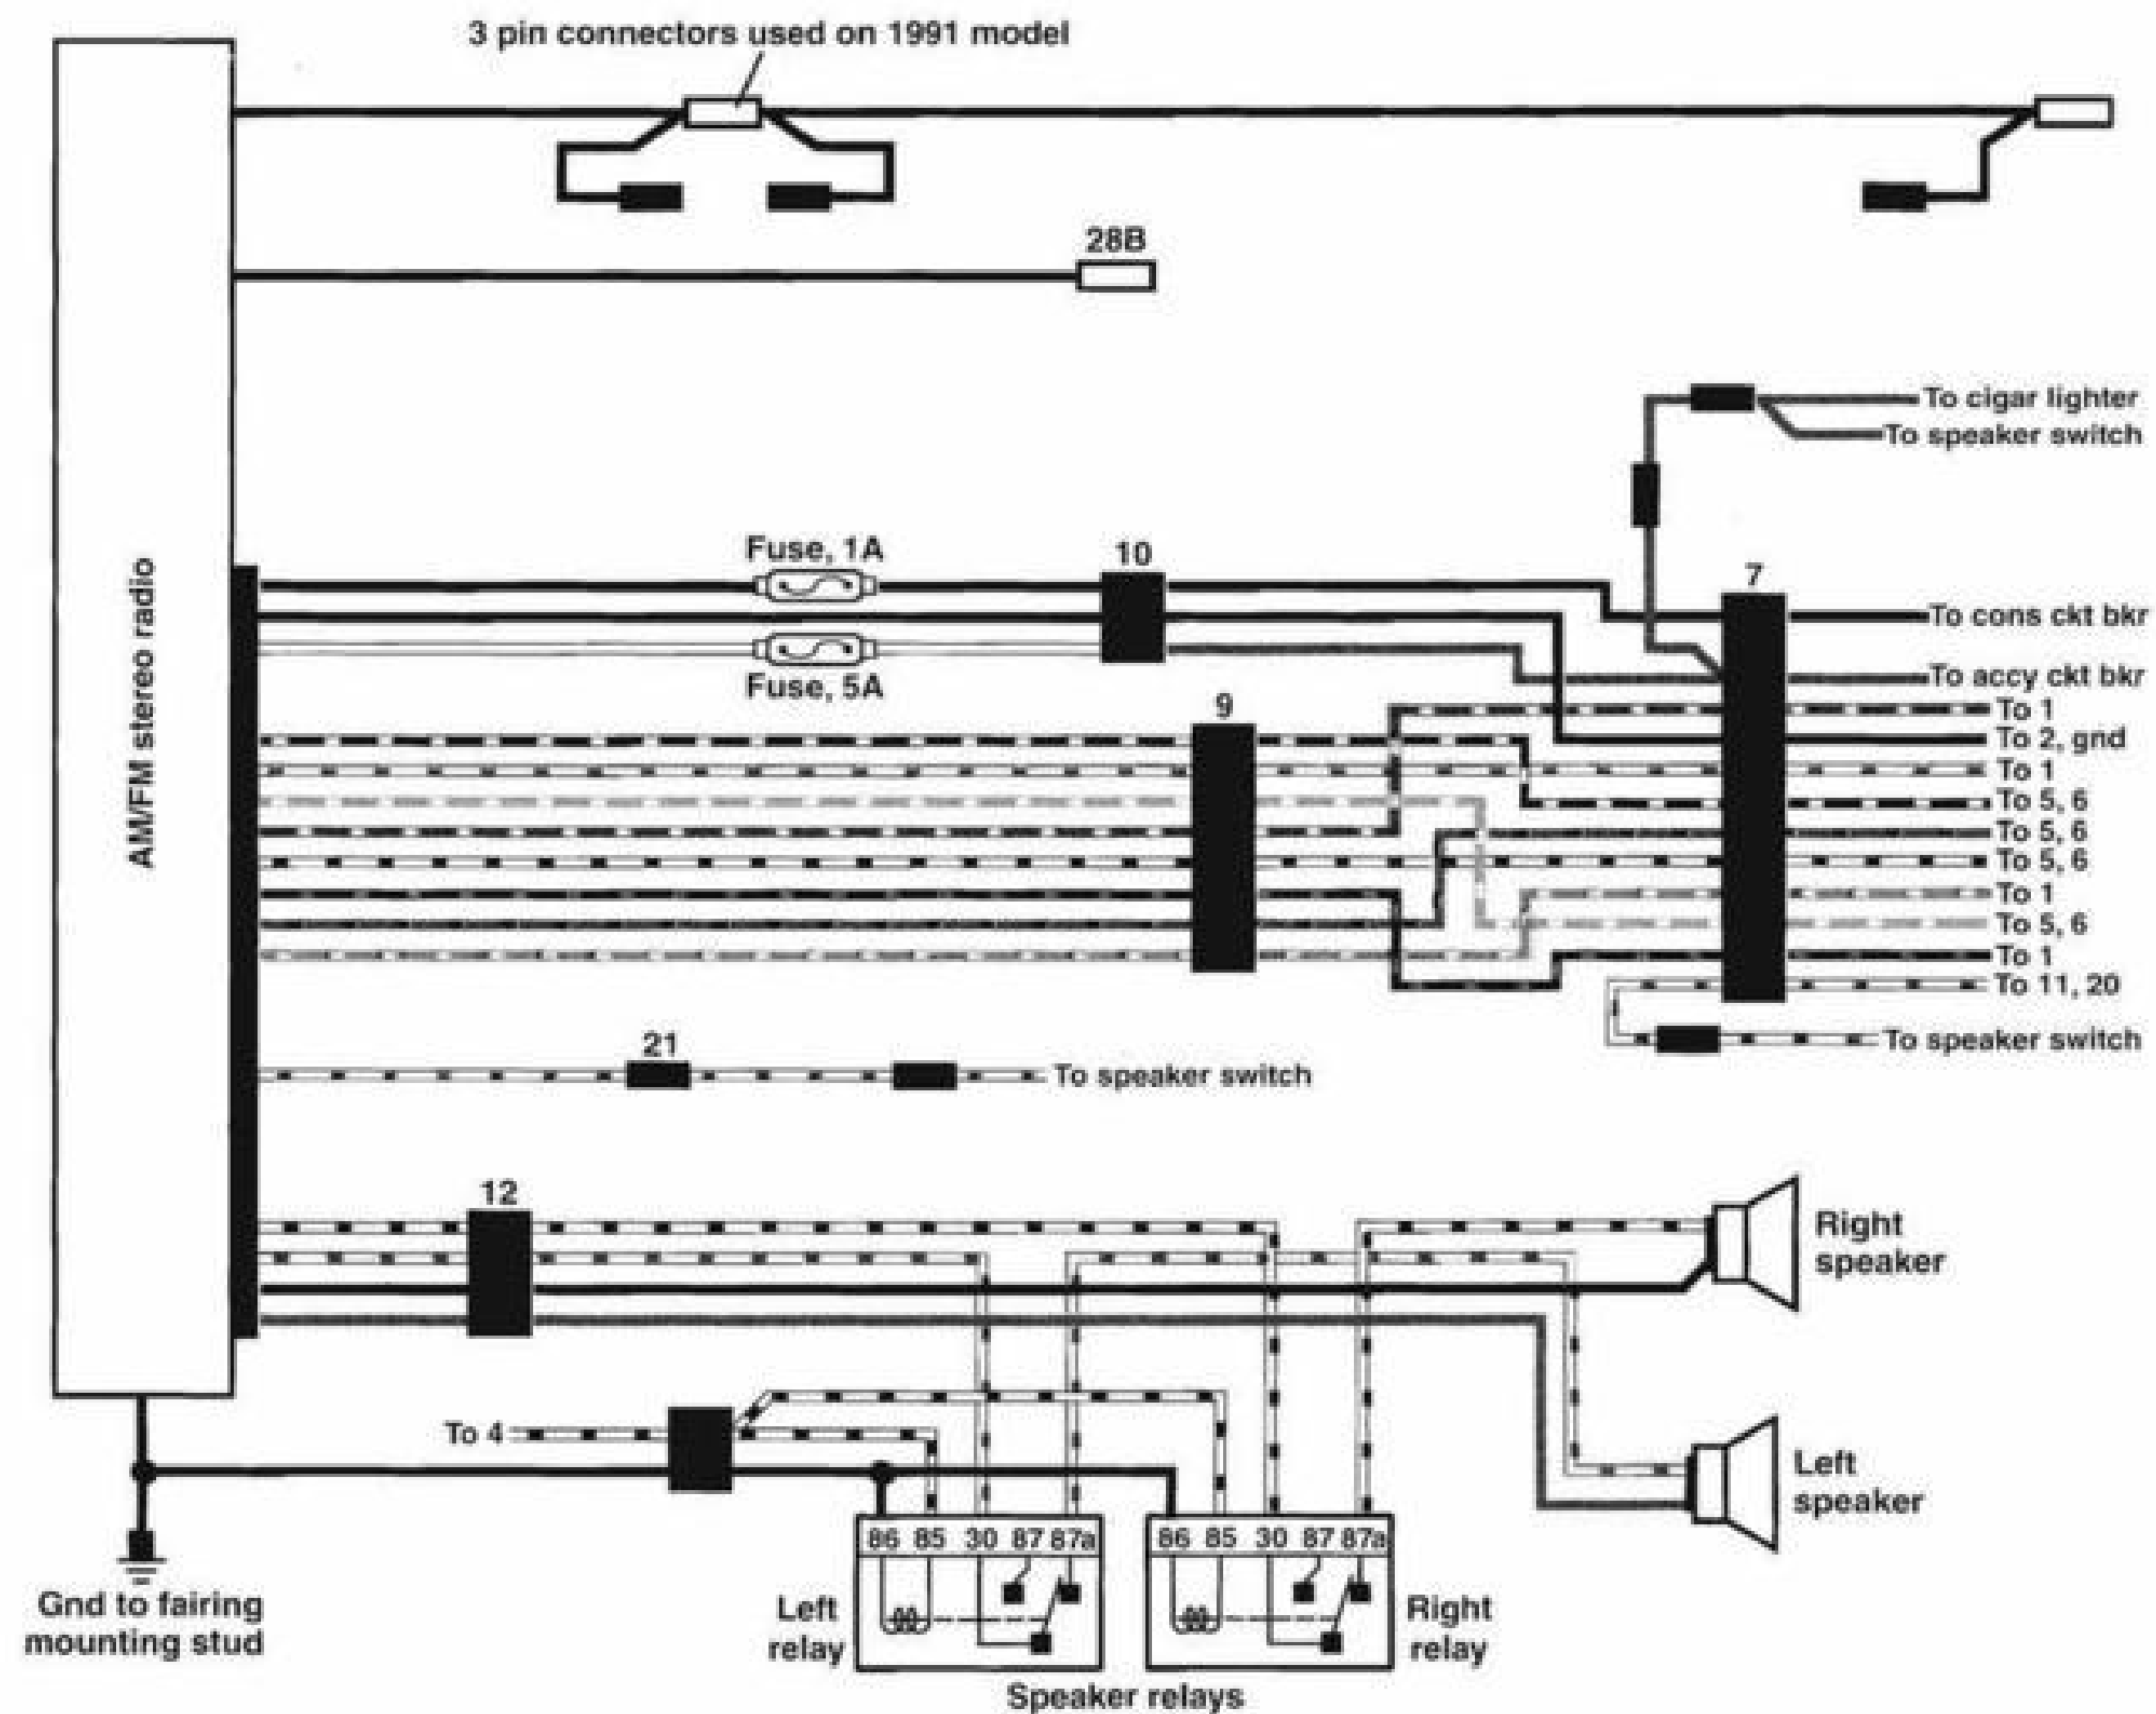 3 pin connectors used on 1991 model
28B
To cigar lighter
To speaker switch
AM/FM stereo radio
Fuse, 1A
10
7
To cons ckt bkr
Fuse, 5A
To accy ckt bkr
9
To 1
To 2, gnd
To 1
To 5, 6
To 5, 6
To 5, 6
To 1
To 5, 6
To 1
To 11, 20
To speaker switch
21
To speaker switch
12
Right
speaker
To 4
Left
speaker
86 85 30 87 87a
86 85 30 87 87a
Gnd to fairing
mounting stud
Left
relay
Right
relay
Speaker relays